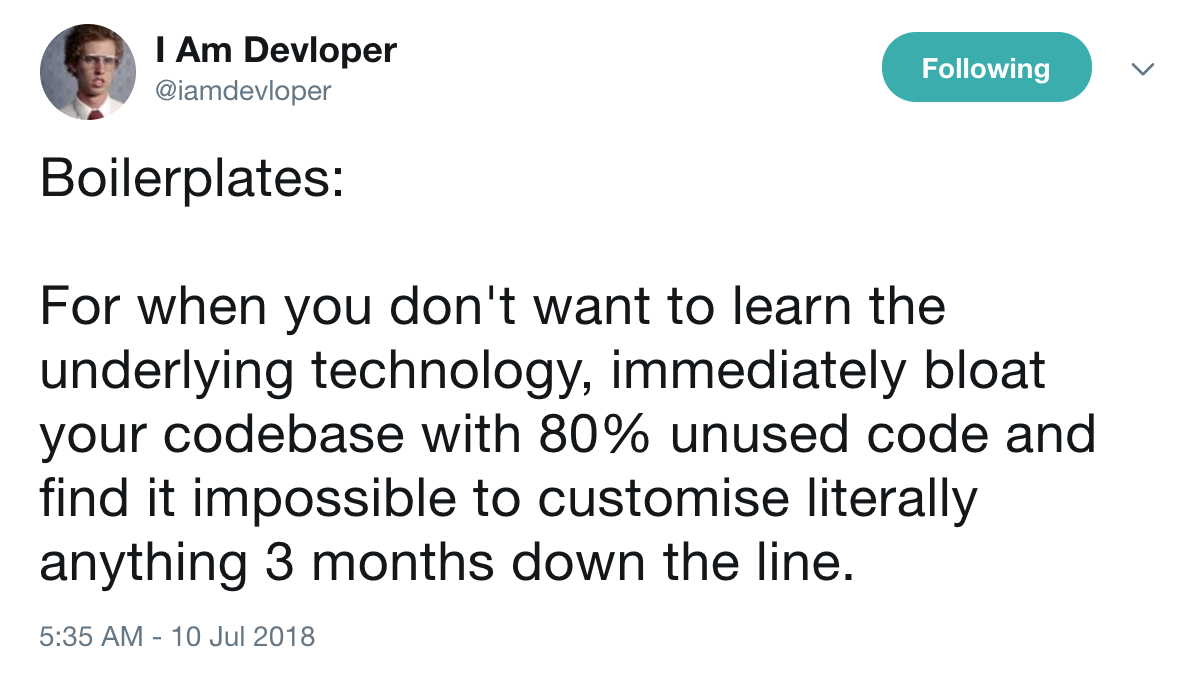 I Am Devloper
@iamdevloper
Following
Boilerplates:
For when you don't want to learn the
underlying technology, immediately bloat
your codebase with 80% unused code and
find it impossible to customise literally
anything 3 months down the line.
5:35 AM - 10 Jul 2018